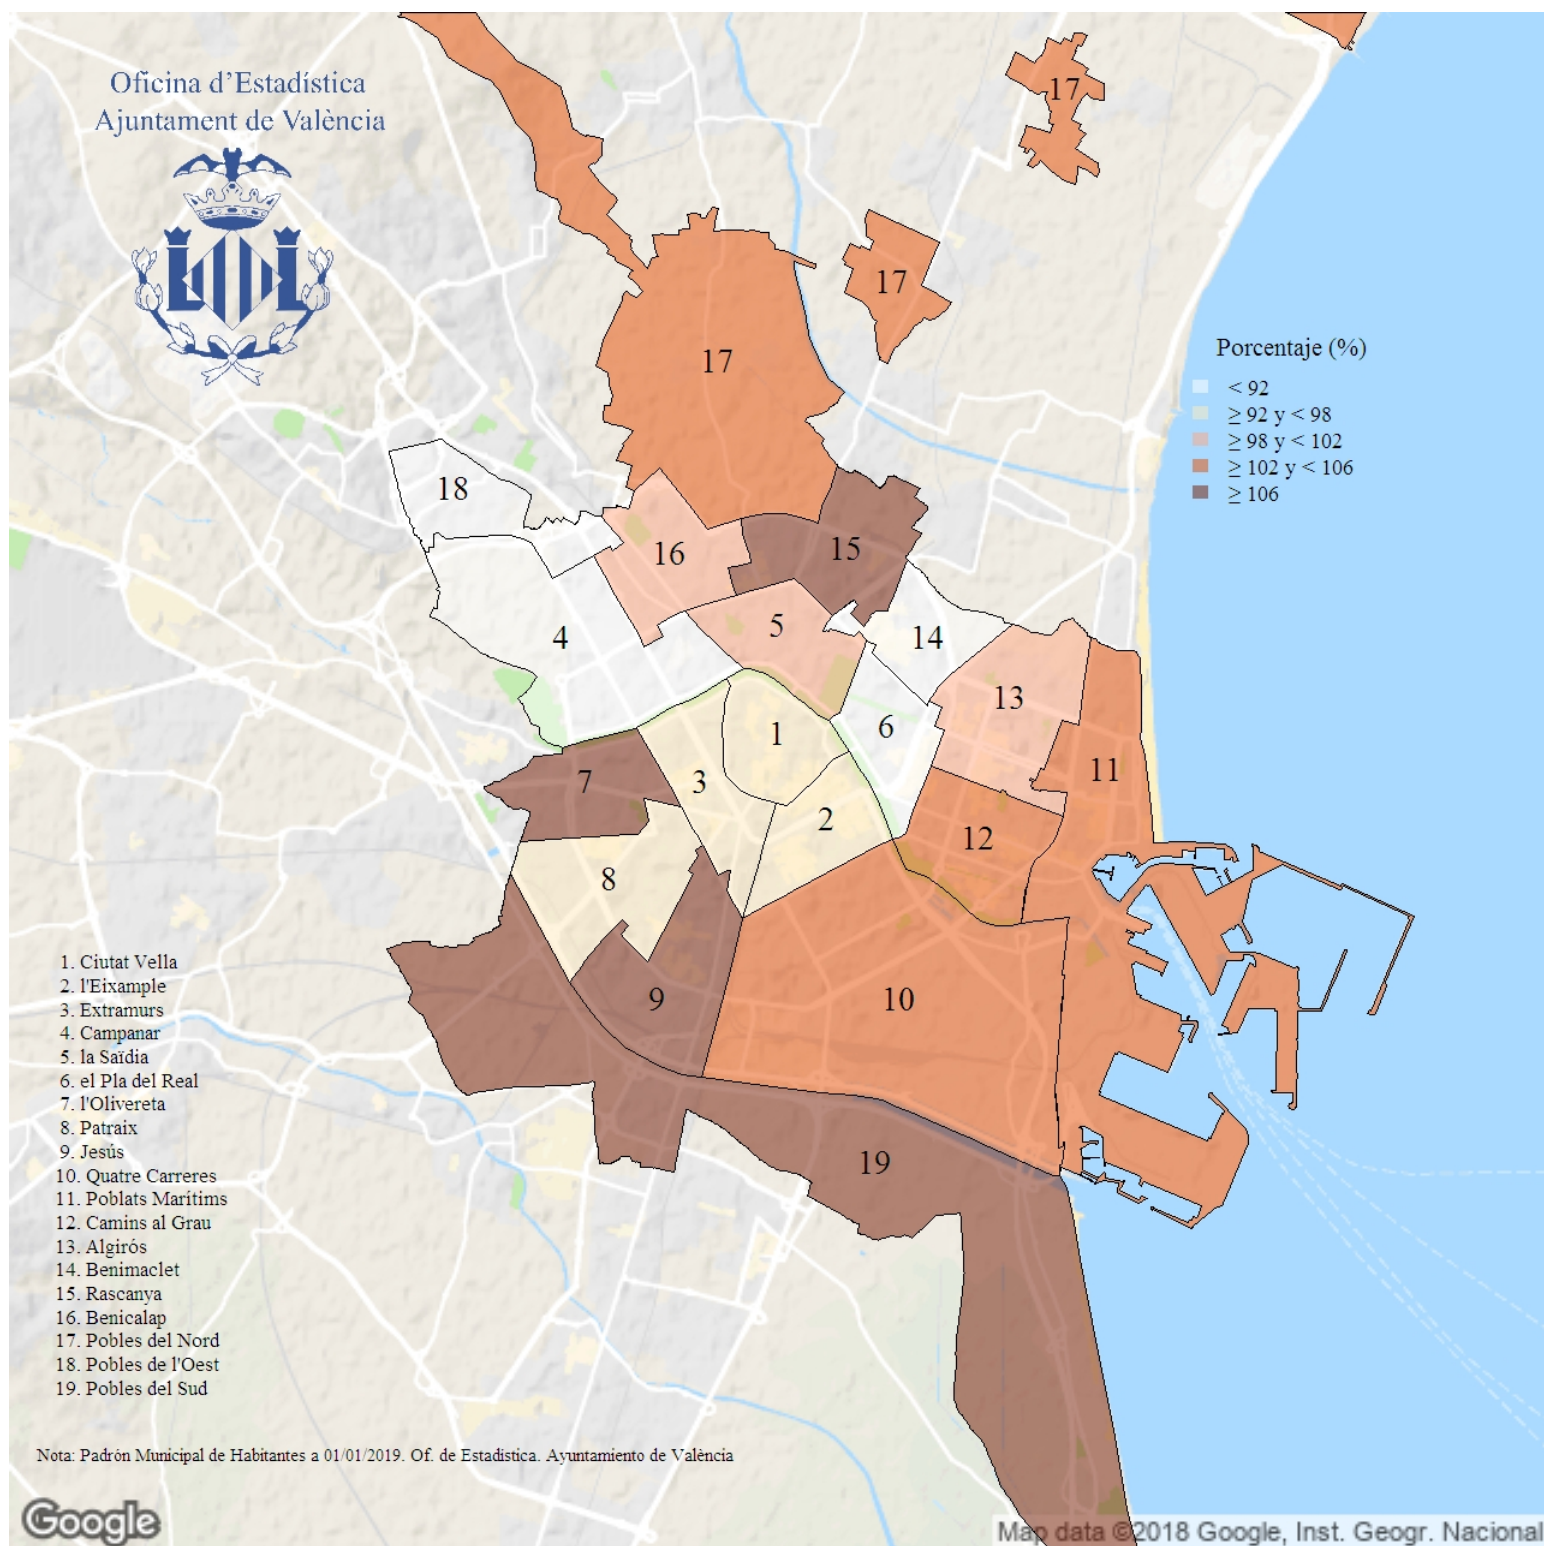 Oficina d’Estadística
Ajuntament de València
17
17
17
Porcentaje (%)
< 92
≥ 92 y < 98
≥ 98 y < 102
≥ 102 y < 106
≥ 106
18
16
15
5
14
4
13
6
1
11
7
3
2
12
8
9
10
19
1. Ciutat Vella
2. l'Eixample
3. Extramurs
4. Campanar
5. la Saïdia
6. el Pla del Real
7. l'Olivereta
8. Patraix
9. Jesús
10. Quatre Carreres
11. Poblats Marítims
12. Camins al Grau
13. Algirós
14. Benimaclet
15. Rascanya
16. Benicalap
17. Pobles del Nord
18. Pobles de l'Oest
19. Pobles del Sud
Nota: Padrón Municipal de Habitantes a 01/01/2019. Of. de Estadística. Ayuntamiento de València
Google
Map data ©2018 Google, Inst. Geogr. Nacional